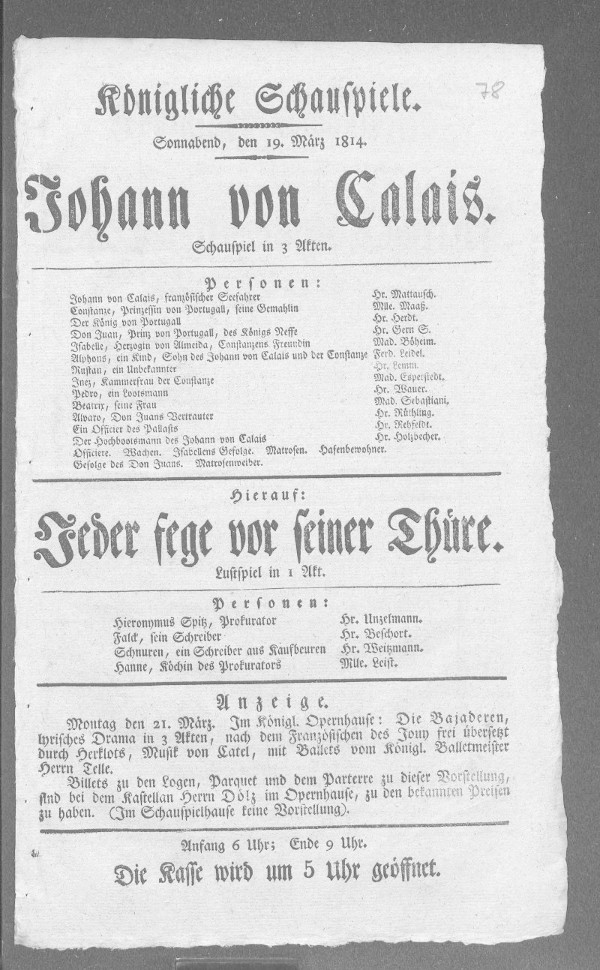 78
Königliche Schauspiele.
Sonnabend, den 19. März 1814.
Johann von Calais.
Schauspiel in 3 Akten.
Personen:
Johann von Calais, französischer Seefahrer Hr. Mattausch.
Constanze, Prinzessin von Portugall, seine Gemahlin Mlle. Maaß.
Der König von Portugall Hr. Herdt.
Don Juan, Prinz von Portugall, des Königs Neffe Hr. Gern S.
Isabelle, Herzogin von Almeida, Constanzens Freundin Mad. Böheim.
Alphons, ein Kind, Sohn des Johann von Calais und der Constanze Ferd. Leidel.
Rustan, ein Unbekannter Hr. Lemm.
Inez, Kammerfrau der Constanze Mad. Esperstedt.
Pedro, ein Lootsmann Hr. Wauer.
Beatrix, seine Frau Mad. Sebastiani,
Alvaro, Don Juans Vertrauter Hr. Rüthling.
Ein Officier des Pallasts Hr. Rebfeldt.
Der Hochbootsmann des Johann von Calais Hr. Holzbecher.
Officiere. Wachen. Isabellens Gefolge. Matrosen. Hafenbewohner.
Gefolge des Don Juans. Matrosenweiber.
Hierauf:
Jeder fege vor seiner Thüre.
Lustspiel in 1 Akt.
Personen:
Hieronymus Spitz, Prokurator Hr. Unzelmann.
Falck, sein Schreiber Hr. Beschort.
Schnuren, ein Schreiber aus Kaufbeuren Hr. Weitzmann.
Hanne, Köchin des Prokurators Mlle. Leist.
Anzeige.
Montag den 21. März. Im Königl. Opernhause: Die Bajaderen,
lyrisches Drama in 3 Akten, nach dem Französischen des Jouy frei übersetzt
durch Herklots, Musik von Catel, mit Ballets vom Königl. Balletmeister
Herrn Telle.
Billets zu den Logen, Parquet und dem Parterre zu dieser Vorstellung,
sind bei dem Kastellan Herrn Dölz im Opernhause, zu den bekannten Preisen
zu haben. (Im Schauspielhause keine Vorstellung).
Anfang 6 Uhr; Ende 9 Uhr.
Die Kasse wird um 5 Uhr geöffnet.